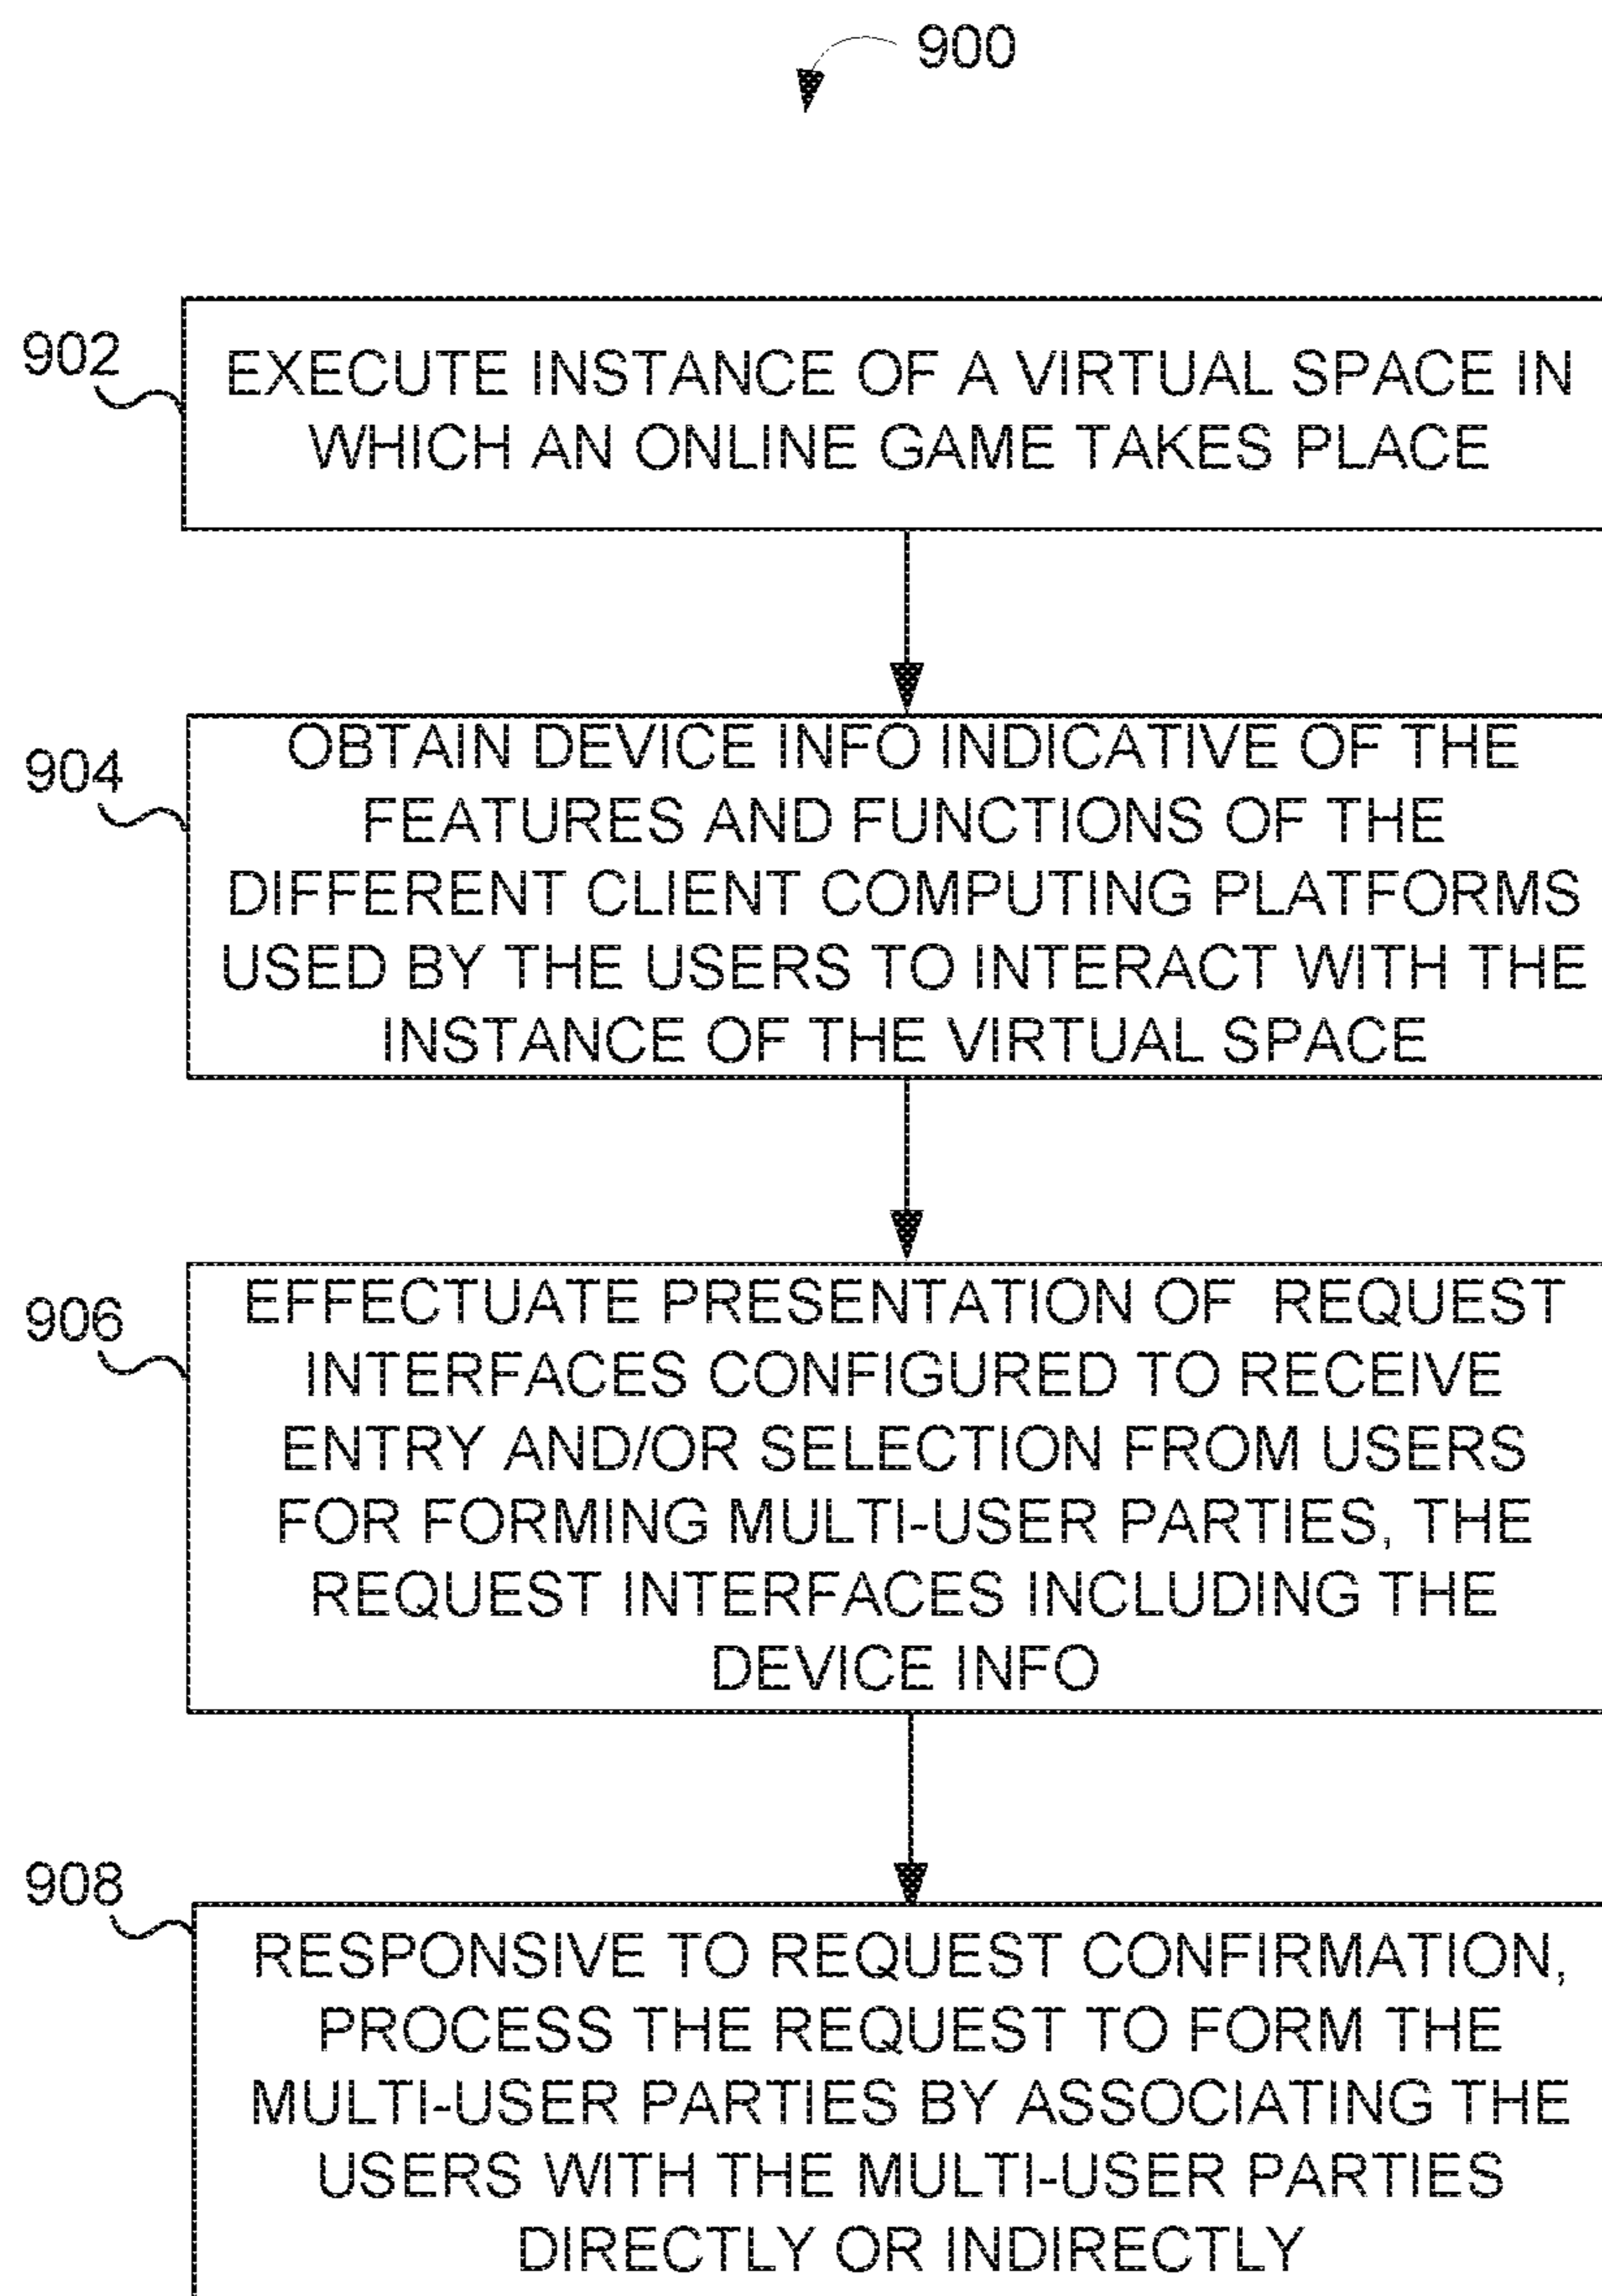 900
902
EXECUTE INSTANCE OF A VIRTUAL SPACE IN
WHICH AN ONLINE GAME TAKES PLACE
904
OBTAIN DEVICE INFO INDICATIVE OF THE
FEATURES AND FUNCTIONS OF THE
DIFFERENT CLIENT COMPUTING PLATFORMS
USED BY THE USERS TO INTERACT WITH THE
INSTANCE OF THE VIRTUAL SPACE
906
EFFECTUATE PRESENTATION OF REQUEST
INTERFACES CONFIGURED TO RECEIVE
ENTRY AND/OR SELECTION FROM USERS
FOR FORMING MULTI-USER PARTIES, THE
REQUEST INTERFACES INCLUDING THE
DEVICE INFO
908
RESPONSIVE TO REQUEST CONFIRMATION,
PROCESS THE REQUEST TO FORM THE
MULTI-USER PARTIES BY ASSOCIATING THE
USERS WITH THE MULTI-USER PARTIES
DIRECTLY OR INDIRECTLY